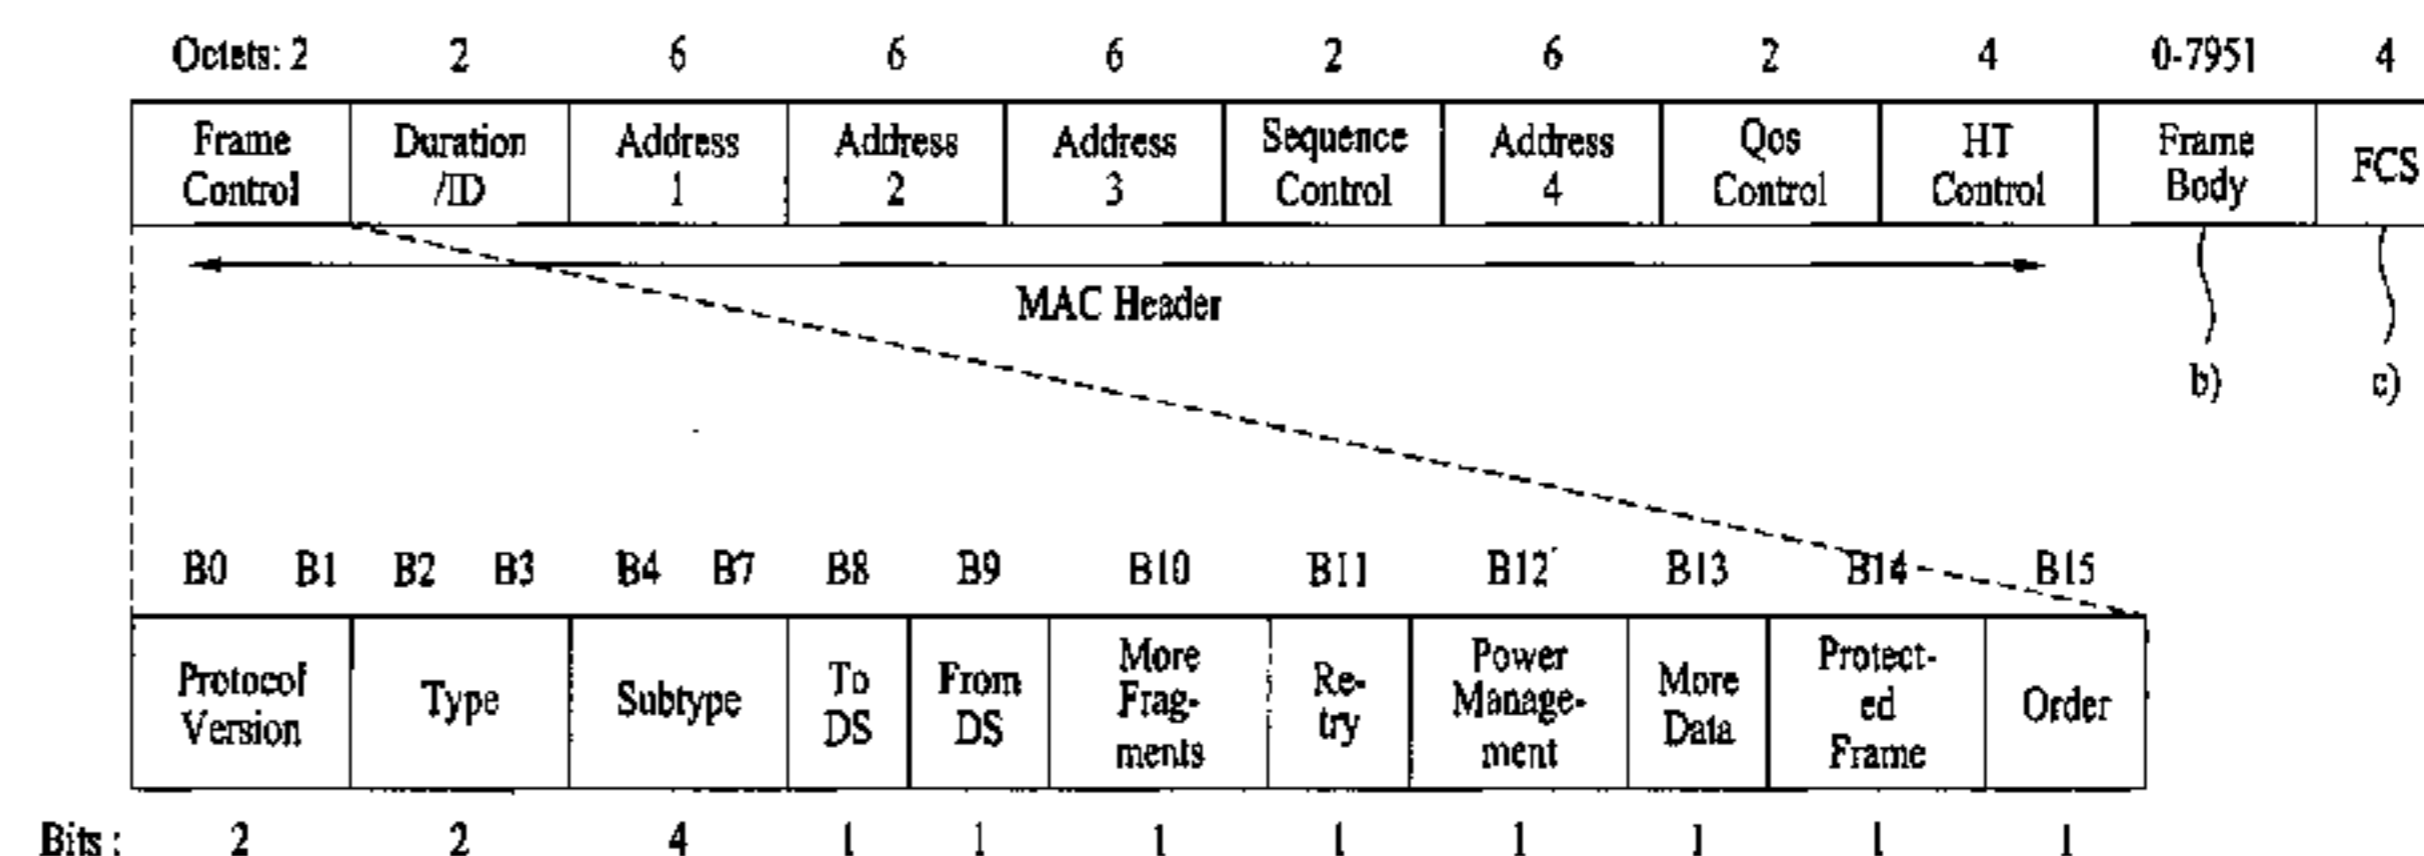 Octets: 2 2 6 6 6 2 6 2 4 0-7951 4
Frame Control Duration /ID Address 1 Address 2 Address 3 Sequence Control Address 4 Qos Control HT Control Frame Body FCS
MAC Header
b) c)
B0 B1 B2 B3 B4 B7 B8 B9 B10 B11 B12 B13 B14 B15
Protocol Version Type Subtype To DS From DS More Frag-ments Re-try Power Manage-ment More Data Protect-ed Frame Order
Bits : 2 2 4 1 1 1 1 1 1 1 1